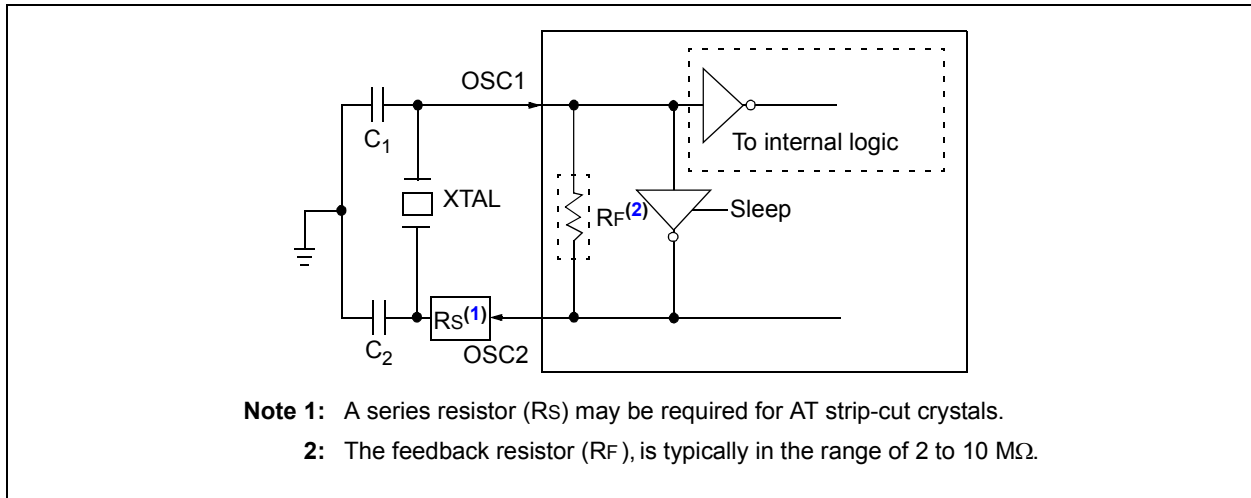 OSC1
C1
To internal logic
XTAL
RF(2)
Sleep
RS(1)
C2
OSC2
Note 1: A series resistor (RS) may be required for AT strip-cut crystals.
2: The feedback resistor (RF), is typically in the range of 2 to 10 MΩ.